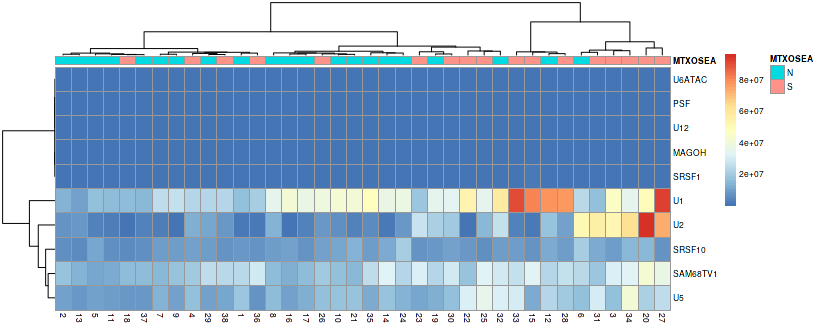 MTXOSEA
U6ATAC
PSF
U12
MAGOH
SRSF1
U1
U2
SRSF10
SAM68TV1
U5
2 13 5 11 18 37 7 9 4 29 38 1 36 8 16 17 26 10 21 35 14 24 23 19 30 22 25 32 33 15 12 28 6 31 3 34 20 27
8e+07
6e+07
4e+07
2e+07
MTXOSEA
N
S